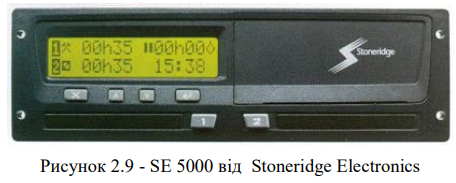 1 00h35 00h00
2 00h35 15:38
Stoneridge
1 2
Рисунок 2.9 - SE 5000 від Stoneridge Electronics